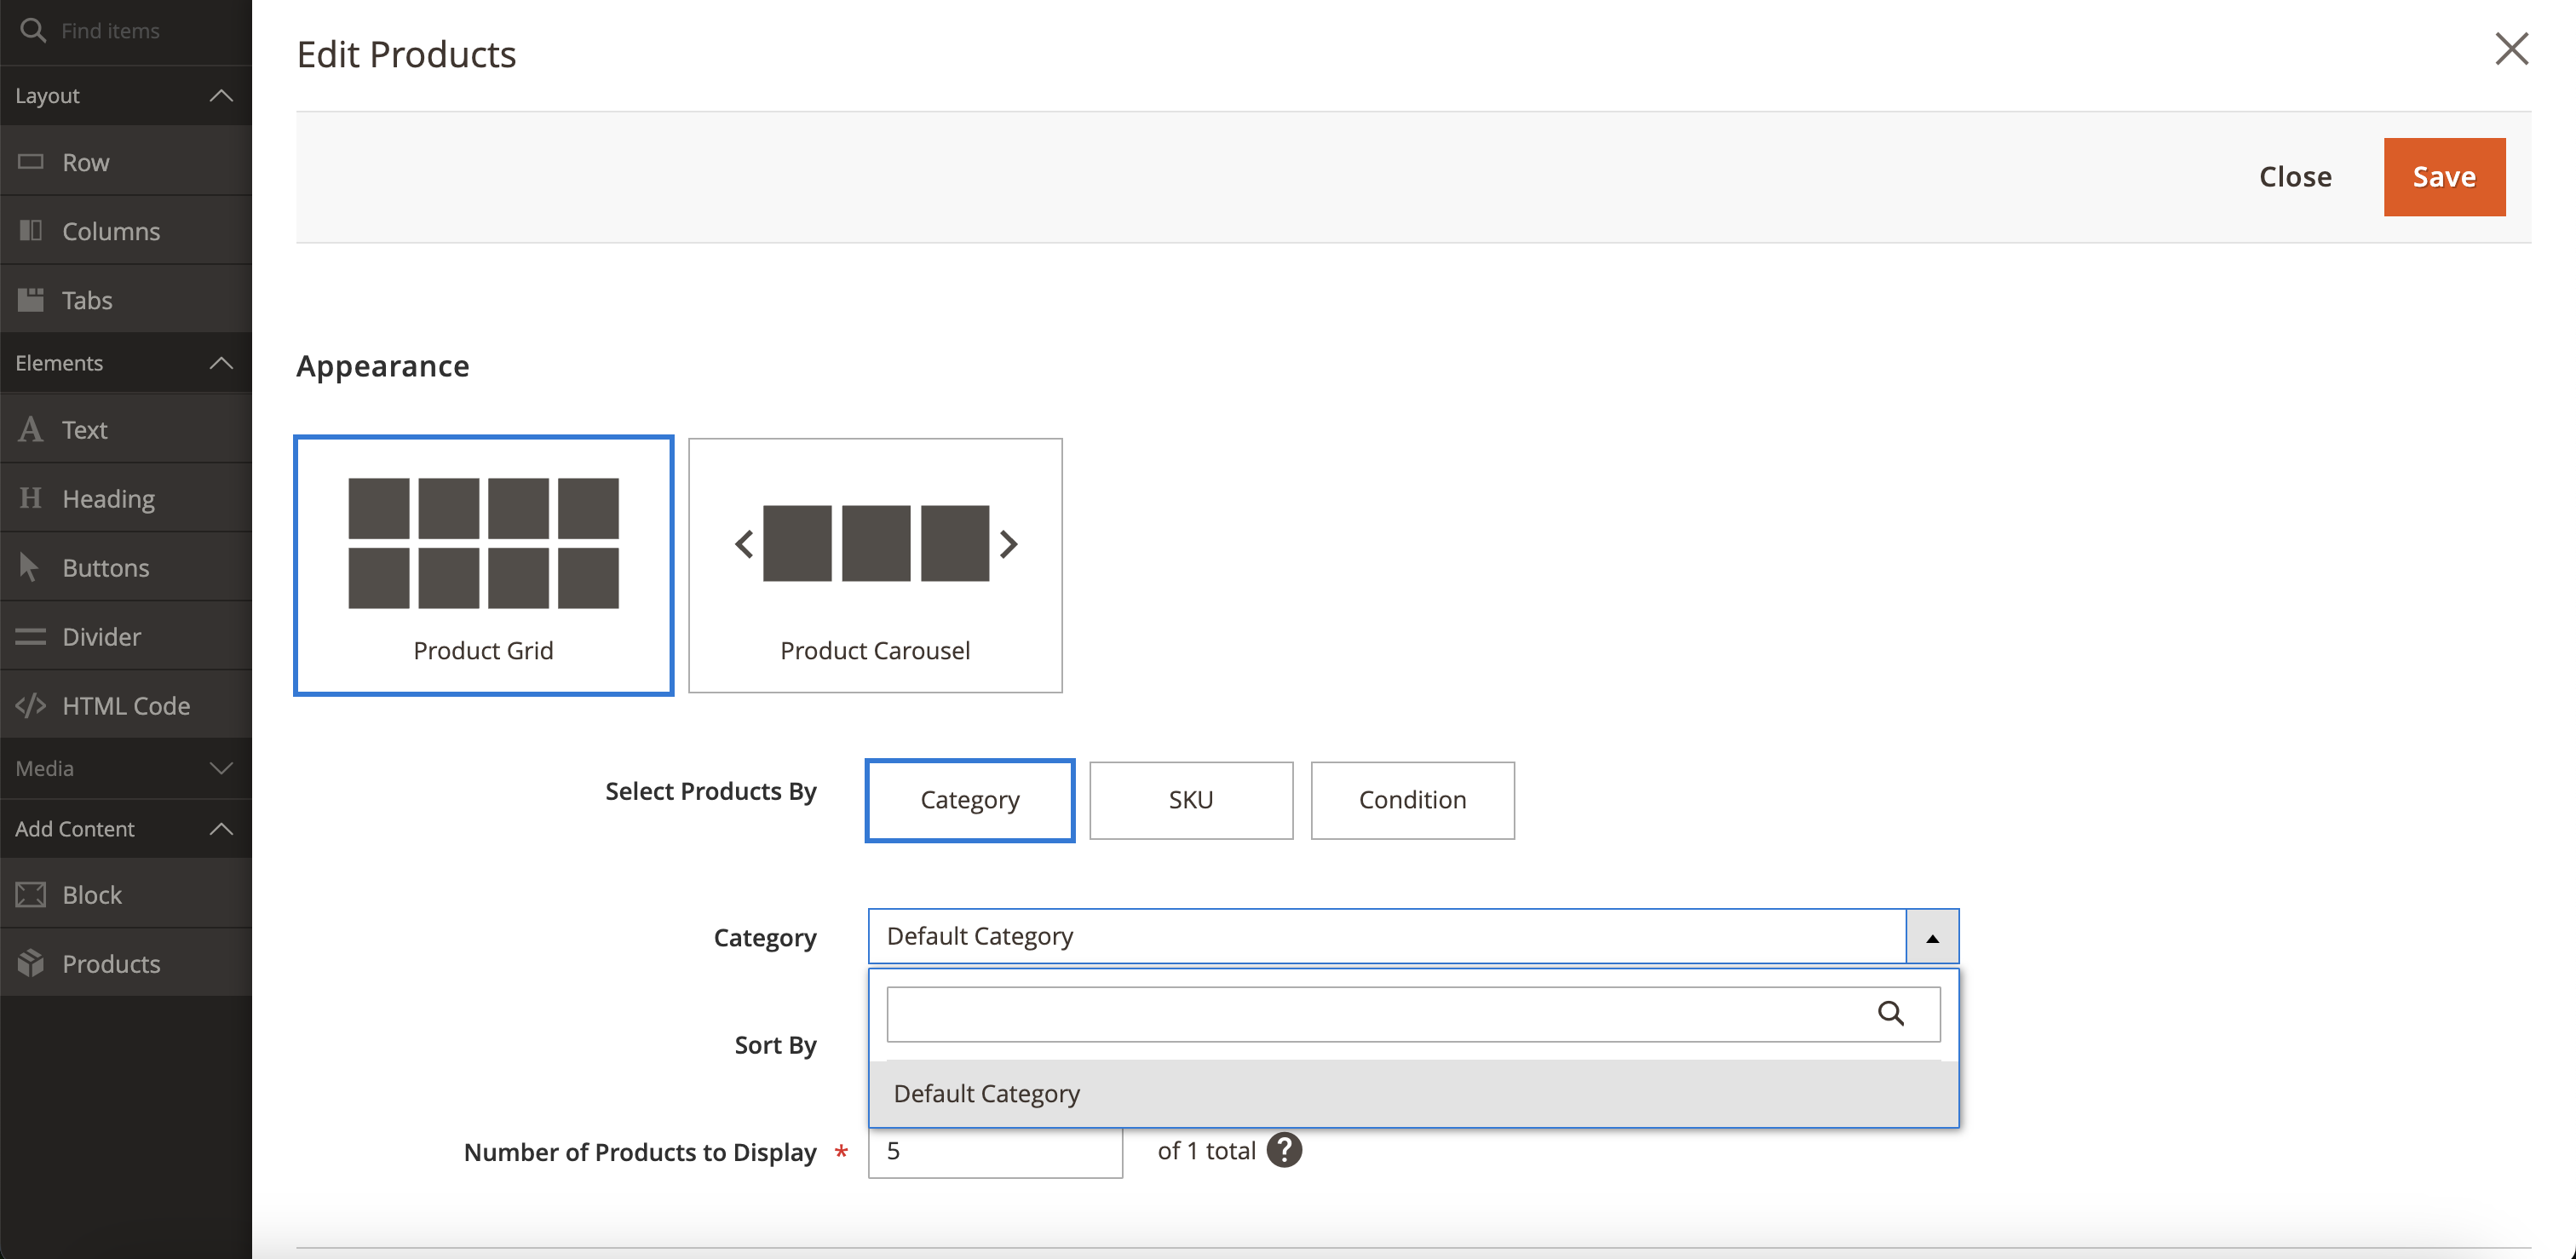 Find items
Layout
Row
Columns
Tabs
Elements
Text
Heading
Buttons
Divider
HTML Code
Media
Add Content
Block
Products
Edit Products
Close
Save
Appearance
Product Grid
Product Carousel
Select Products By
Category
SKU
Condition
Category
Default Category
Default Category
Sort By
Number of Products to Display *
5
of 1 total ?